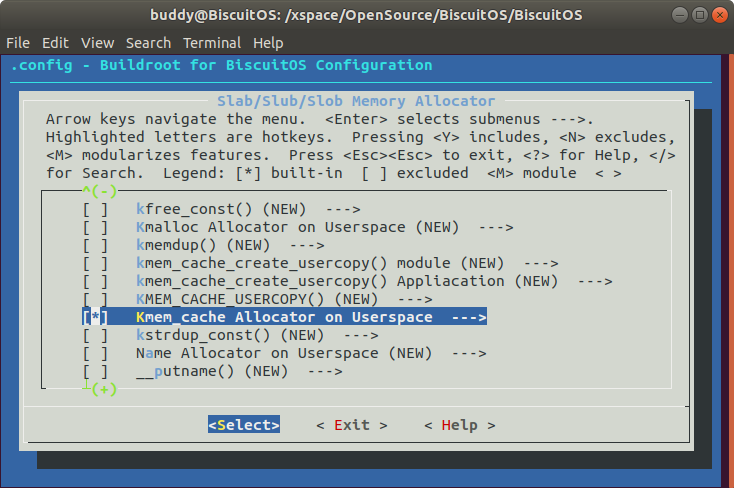 buddy@BiscuitOS: /xspace/OpenSource/BiscuitOS/BiscuitOS
File Edit View Search Terminal Help
.config - Buildroot for BiscuitOS Configuration
Slab/Slub/Slob Memory Allocator
Arrow keys navigate the menu. <Enter> selects submenus --->.
Highlighted letters are hotkeys. Pressing <Y> includes, <N> excludes,
<M> modularizes features. Press <Esc><Esc> to exit, <?> for Help, </>
for Search. Legend: [*] built-in [ ] excluded <M> module < >
^(-)
[ ] kfree_const() (NEW) --->
[ ] Kmalloc Allocator on Userspace (NEW) --->
[ ] kmemdup() (NEW) --->
[ ] kmem_cache_create_usercopy() module (NEW) --->
[ ] kmem_cache_create_usercopy() Appliacation (NEW) --->
[ ] KMEM_CACHE_USERCOPY() (NEW) --->
[*] Kmem_cache Allocator on Userspace --->
[ ] kstrdup_const() (NEW) --->
[ ] Name Allocator on Userspace (NEW) --->
[ ] __putname() (NEW) --->
┴(+)
<Select> < Exit > < Help >